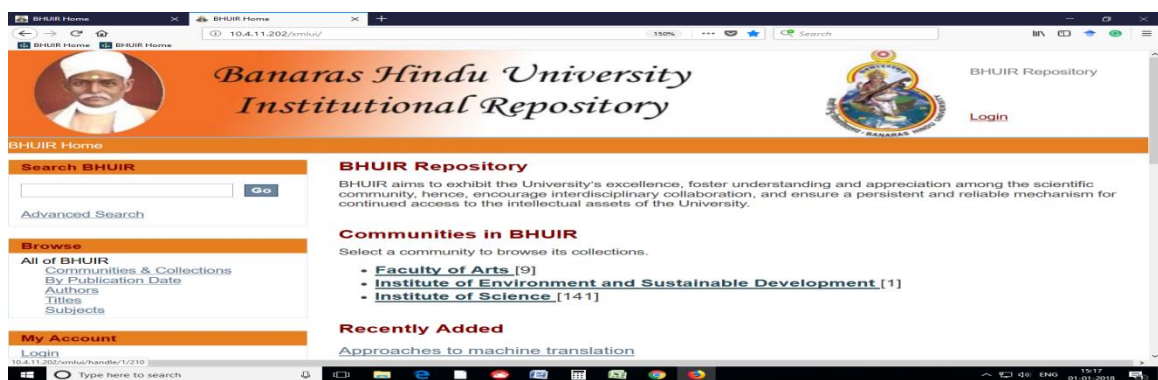 BHUIR Home
BHUIR Home
10.4.11.202/xmlui/
150%
Search
BHUIR Home
BHUIR Home
Banaras Hindu University
Institutional Repository
BHUIR Repository
Login
BHUIR Home
Search BHUIR
Go
Advanced Search
Browse
All of BHUIR
Communities & Collections
By Publication Date
Authors
Titles
Subjects
My Account
Login
BHUIR Repository
BHUIR aims to exhibit the University's excellence, foster understanding and appreciation among the scientific
community, hence, encourage interdisciplinary collaboration, and ensure a persistent and reliable mechanism for
continued access to the intellectual assets of the University.
Communities in BHUIR
Select a community to browse its collections.
• Faculty of Arts [9]
• Institute of Environment and Sustainable Development [1]
• Institute of Science [141]
Recently Added
Approaches to machine translation
10.4.11.202/xmlui/handle/1/210
Type here to search
ENG
15:17
01-01-2018